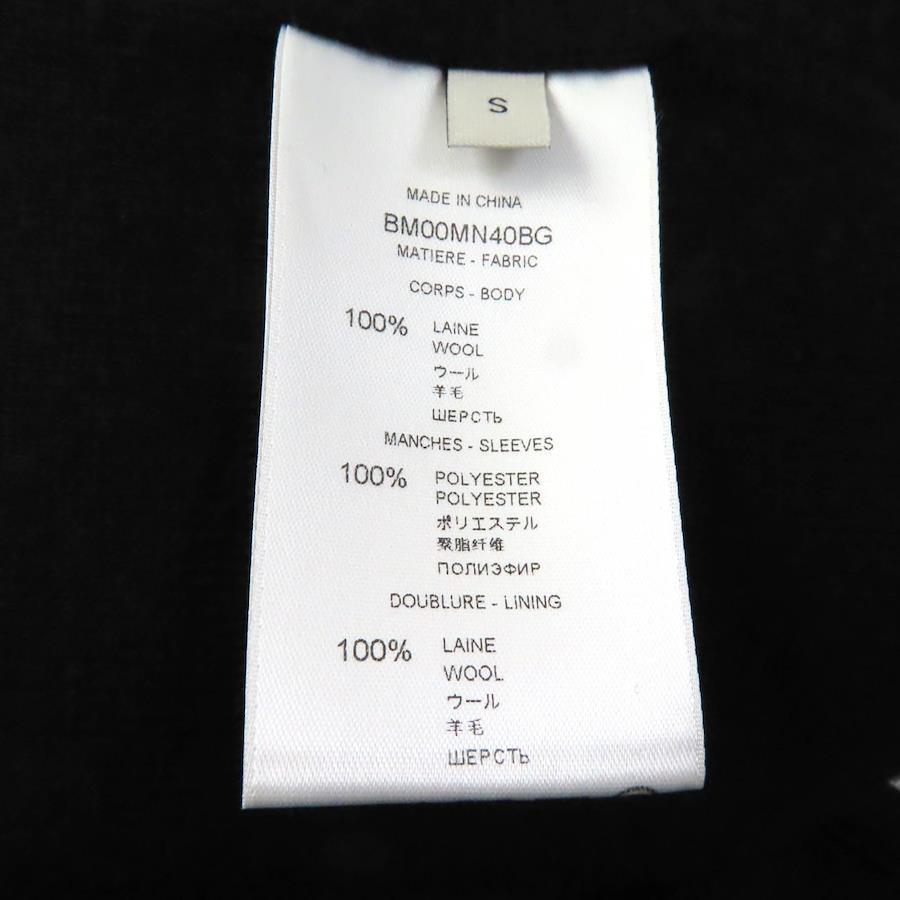 S
MADE IN CHINA
BM00MN40BG
MATIERE - FABRIC
CORPS - BODY
100% LAINE
WOOL
ウール
羊毛
ШЕРСТЬ
MANCHES - SLEEVES
100% POLYESTER
POLYESTER
ポリエステル
聚脂纤维
ПОЛИЭФИР
DOUBLURE - LINING
100% LAINE
WOOL
ウール
羊毛
ШЕРСТЬ